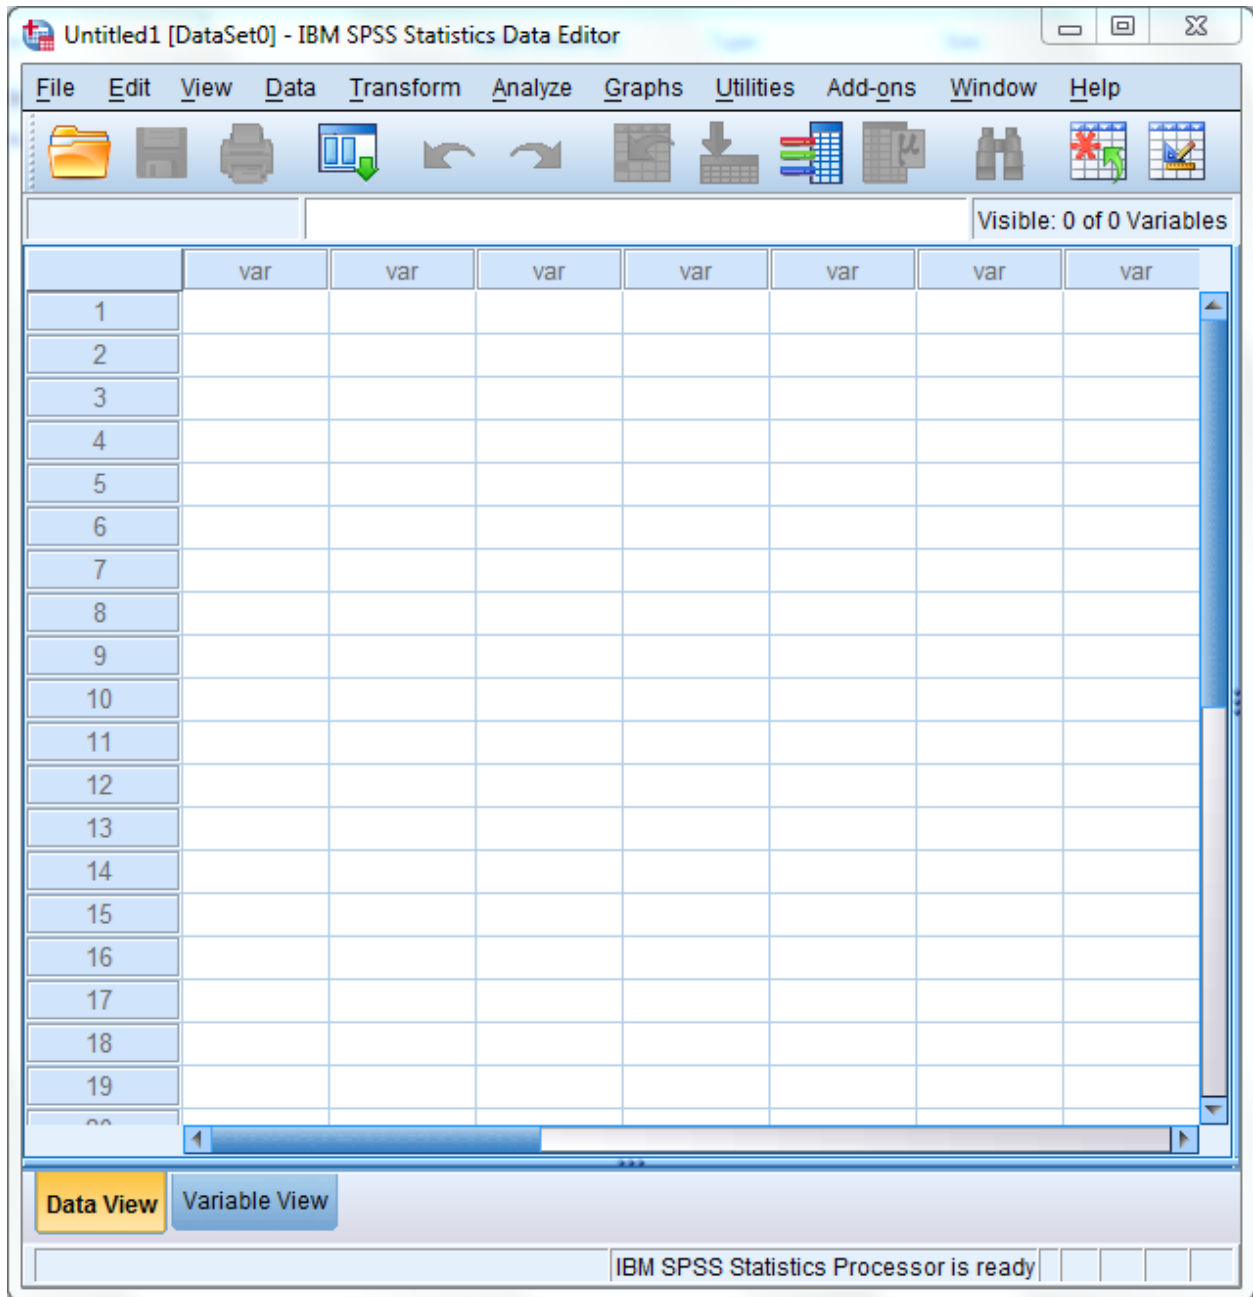 Untitled1 [DataSet0] - IBM SPSS Statistics Data Editor
File Edit View Data Transform Analyze Graphs Utilities Add-ons Window Help
μ
Visible: 0 of 0 Variables
var var var var var var var
1
2
3
4
5
6
7
8
9
10
11
12
13
14
15
16
17
18
19
Data View Variable View
IBM SPSS Statistics Processor is ready